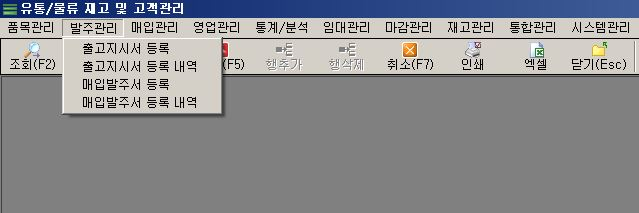 유통/물류 재고 및 고객관리
품목관리 발주관리 매입관리 영업관리 통계/분석 임대관리 마감관리 재고관리 통합관리 시스템관리
조회(F2) (F5) 행추가 행삭제 취소(F7) 인쇄 엑셀 닫기(Esc)
출고지시서 등록
출고지시서 등록 내역
매입발주서 등록
매입발주서 등록 내역